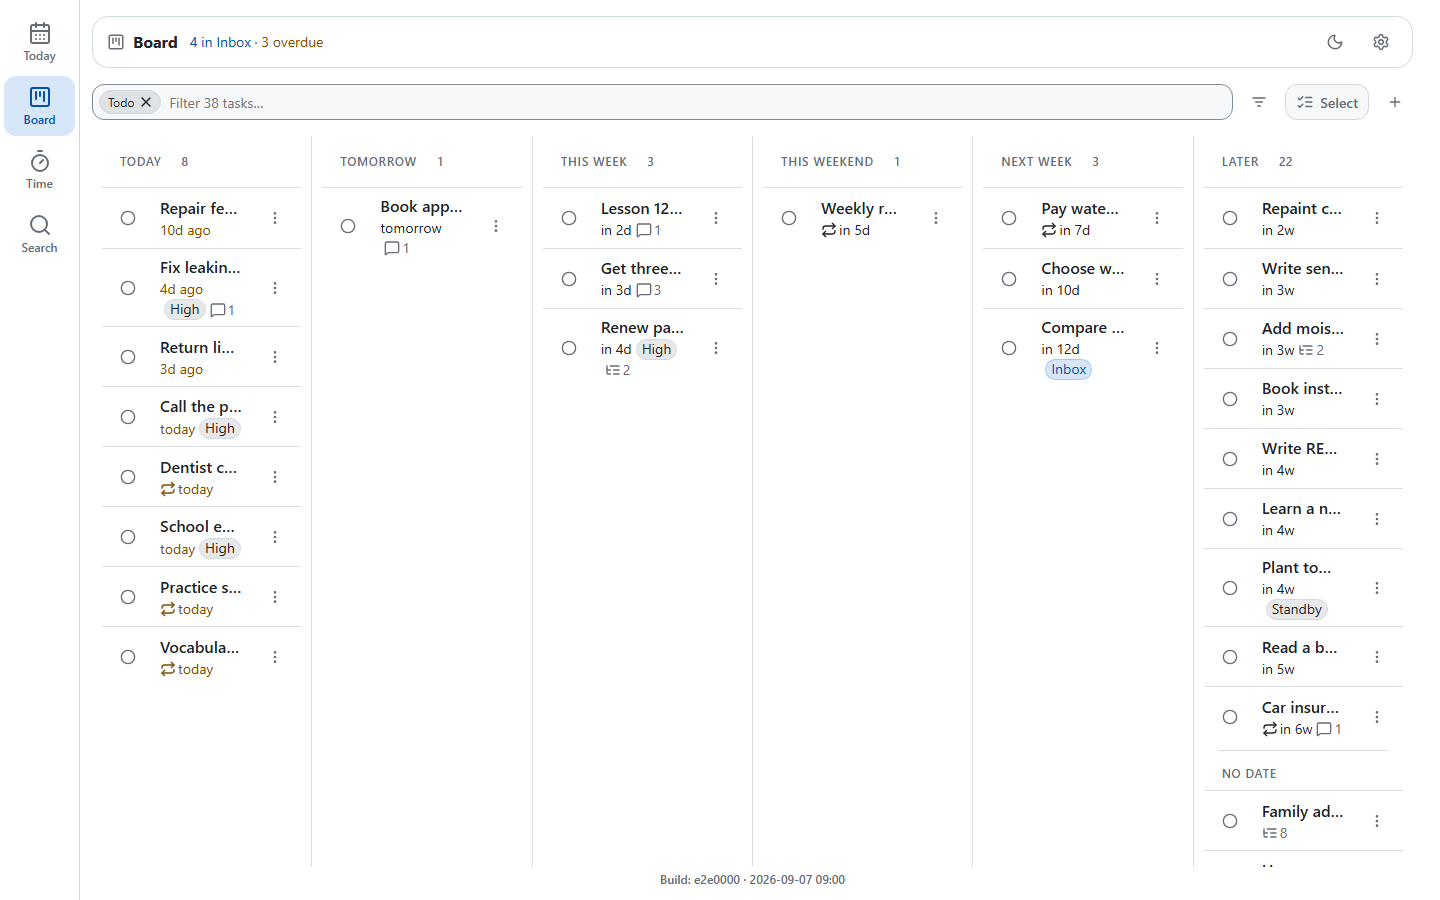 Today
Board
Time
Search
Board 4 in Inbox · 3 overdue
Todo Filter 38 tasks...
Select
TODAY 8
Repair fe...
10d ago
Fix leakin...
4d ago
High 1
Return li...
3d ago
Call the p...
today High
Dentist c...
today
School e...
today High
Practice s...
today
Vocabula...
today
TOMORROW 1
Book app...
tomorrow
1
THIS WEEK 3
Lesson 12...
in 2d 1
Get three...
in 3d 3
Renew pa...
in 4d High
2
THIS WEEKEND 1
Weekly r...
in 5d
NEXT WEEK 3
Pay wate...
in 7d
Choose w...
in 10d
Compare ...
in 12d
Inbox
LATER 22
Repaint c...
in 2w
Write sen...
in 3w
Add mois...
in 3w 2
Book inst...
in 3w
Write RE...
in 4w
Learn a n...
in 4w
Plant to...
in 4w
Standby
Read a b...
in 5w
Car insur...
in 6w 1
NO DATE
Family ad...
8
Build: e2e0000 · 2026-09-07 09:00